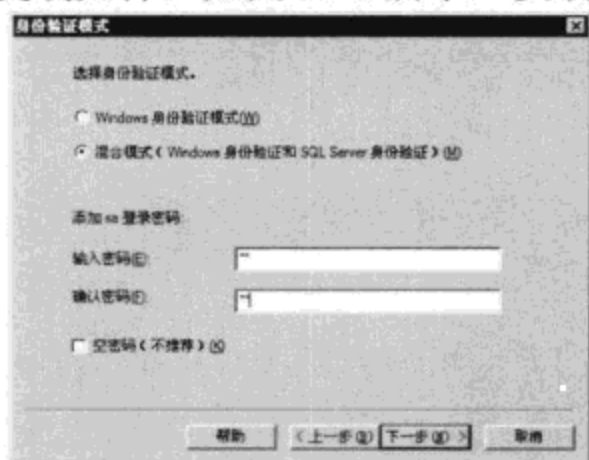 身份验证模式
选择身份验证模式。
Windows 身份验证模式(W)
混合模式(Windows 身份验证和 SQL Server 身份验证)(M)
添加 sa 登录密码:
输入密码(E):
**
确认密码(F):
**
空密码(不推荐)(K)
帮助
<上一步(B)
下一步(N)>
取消